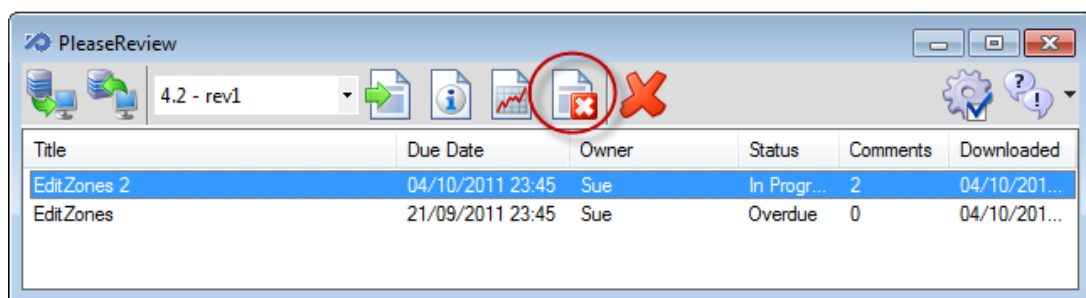 PleaseReview
4.2 - rev1
Title Due Date Owner Status Comments Downloaded
EditZones 2 04/10/2011 23:45 Sue In Progr... 2 04/10/201...
EditZones 21/09/2011 23:45 Sue Overdue 0 04/10/201...